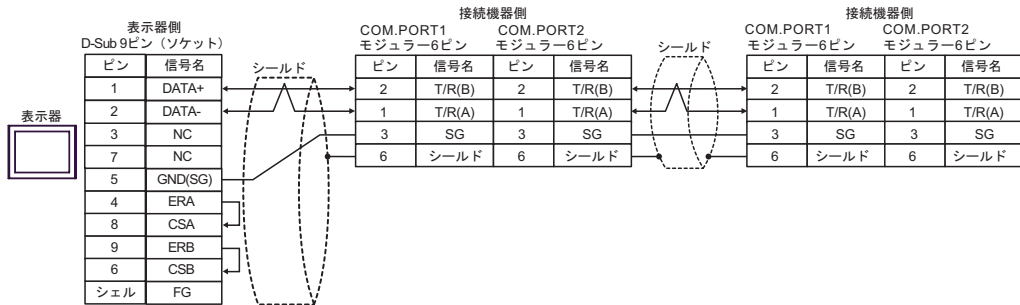 表示器
表示器側
D-Sub 9ピン（ソケット）
ピン 信号名
1 DATA+
2 DATA-
3 NC
7 NC
5 GND(SG)
4 ERA
8 CSA
9 ERB
6 CSB
シェル FG
シールド
接続機器側
COM.PORT1 COM.PORT2
モジュラー6ピン モジュラー6ピン
ピン 信号名 ピン 信号名
2 T/R(B) 2 T/R(B)
1 T/R(A) 1 T/R(A)
3 SG 3 SG
6 シールド 6 シールド
シールド
接続機器側
COM.PORT1 COM.PORT2
モジュラー6ピン モジュラー6ピン
ピン 信号名 ピン 信号名
2 T/R(B) 2 T/R(B)
1 T/R(A) 1 T/R(A)
3 SG 3 SG
6 シールド 6 シールド